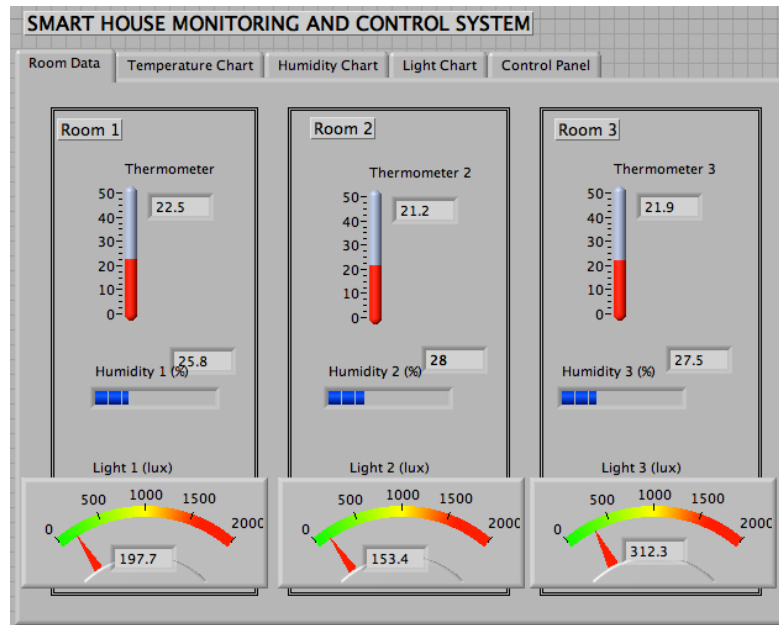 SMART HOUSE MONITORING AND CONTROL SYSTEM
Room Data Temperature Chart Humidity Chart Light Chart Control Panel
Room 1
Thermometer
50
40
30
20
10
0
22.5
25.8
Humidity 1 (%)
Light 1 (lux)
0 500 1000 1500 2000
197.7
Room 2
Thermometer 2
50
40
30
20
10
0
21.2
28
Humidity 2 (%)
Light 2 (lux)
0 500 1000 1500 2000
153.4
Room 3
Thermometer 3
50
40
30
20
10
0
21.9
27.5
Humidity 3 (%)
Light 3 (lux)
0 500 1000 1500 2000
312.3